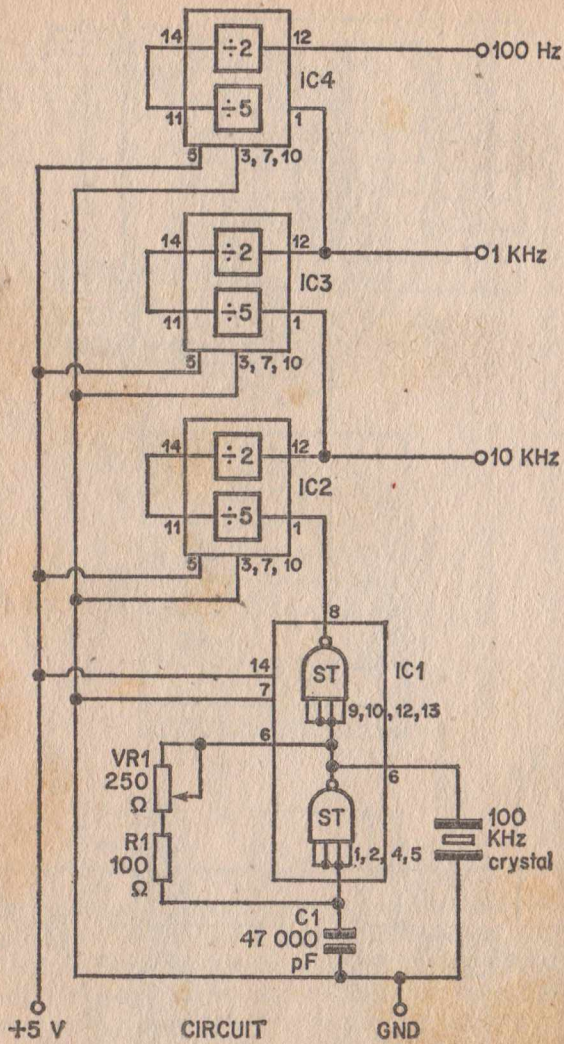 14 ÷2 12 100 Hz
IC4
11 ÷5 1
5 3, 7, 10
14 ÷2 12 1 KHz
IC3
11 ÷5 1
5 3, 7, 10
14 ÷2 12 10 KHz
IC2
11 ÷5 1
5 3, 7, 10
8
14 ST IC1
7
9,10,12,13
6
6
VR1
250
Ω
ST
R1
100
Ω
1,2, 4,5
100
KHz
crystal
C1
47 000
pF
+5 V CIRCUIT GND